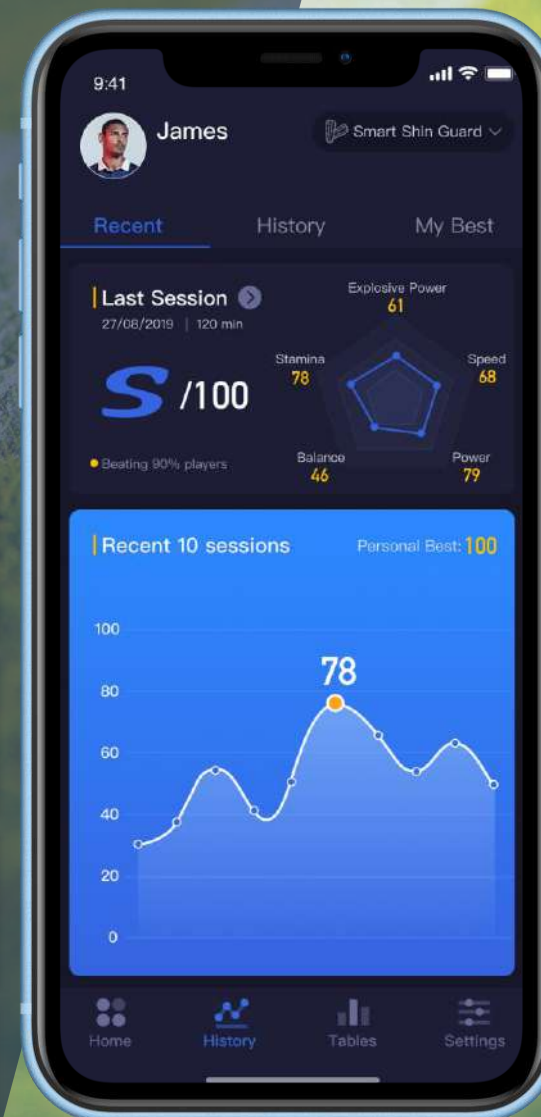 9:41
James
Smart Shin Guard
Recent
History
My Best
Last Session
27/08/2019 | 120 min
S /100
Beating 90% players
Explosive Power
61
Stamina
78
Speed
68
Balance
46
Power
79
Recent 10 sessions
Personal Best: 100
100
80
60
40
20
0
78
Home
History
Tables
Settings